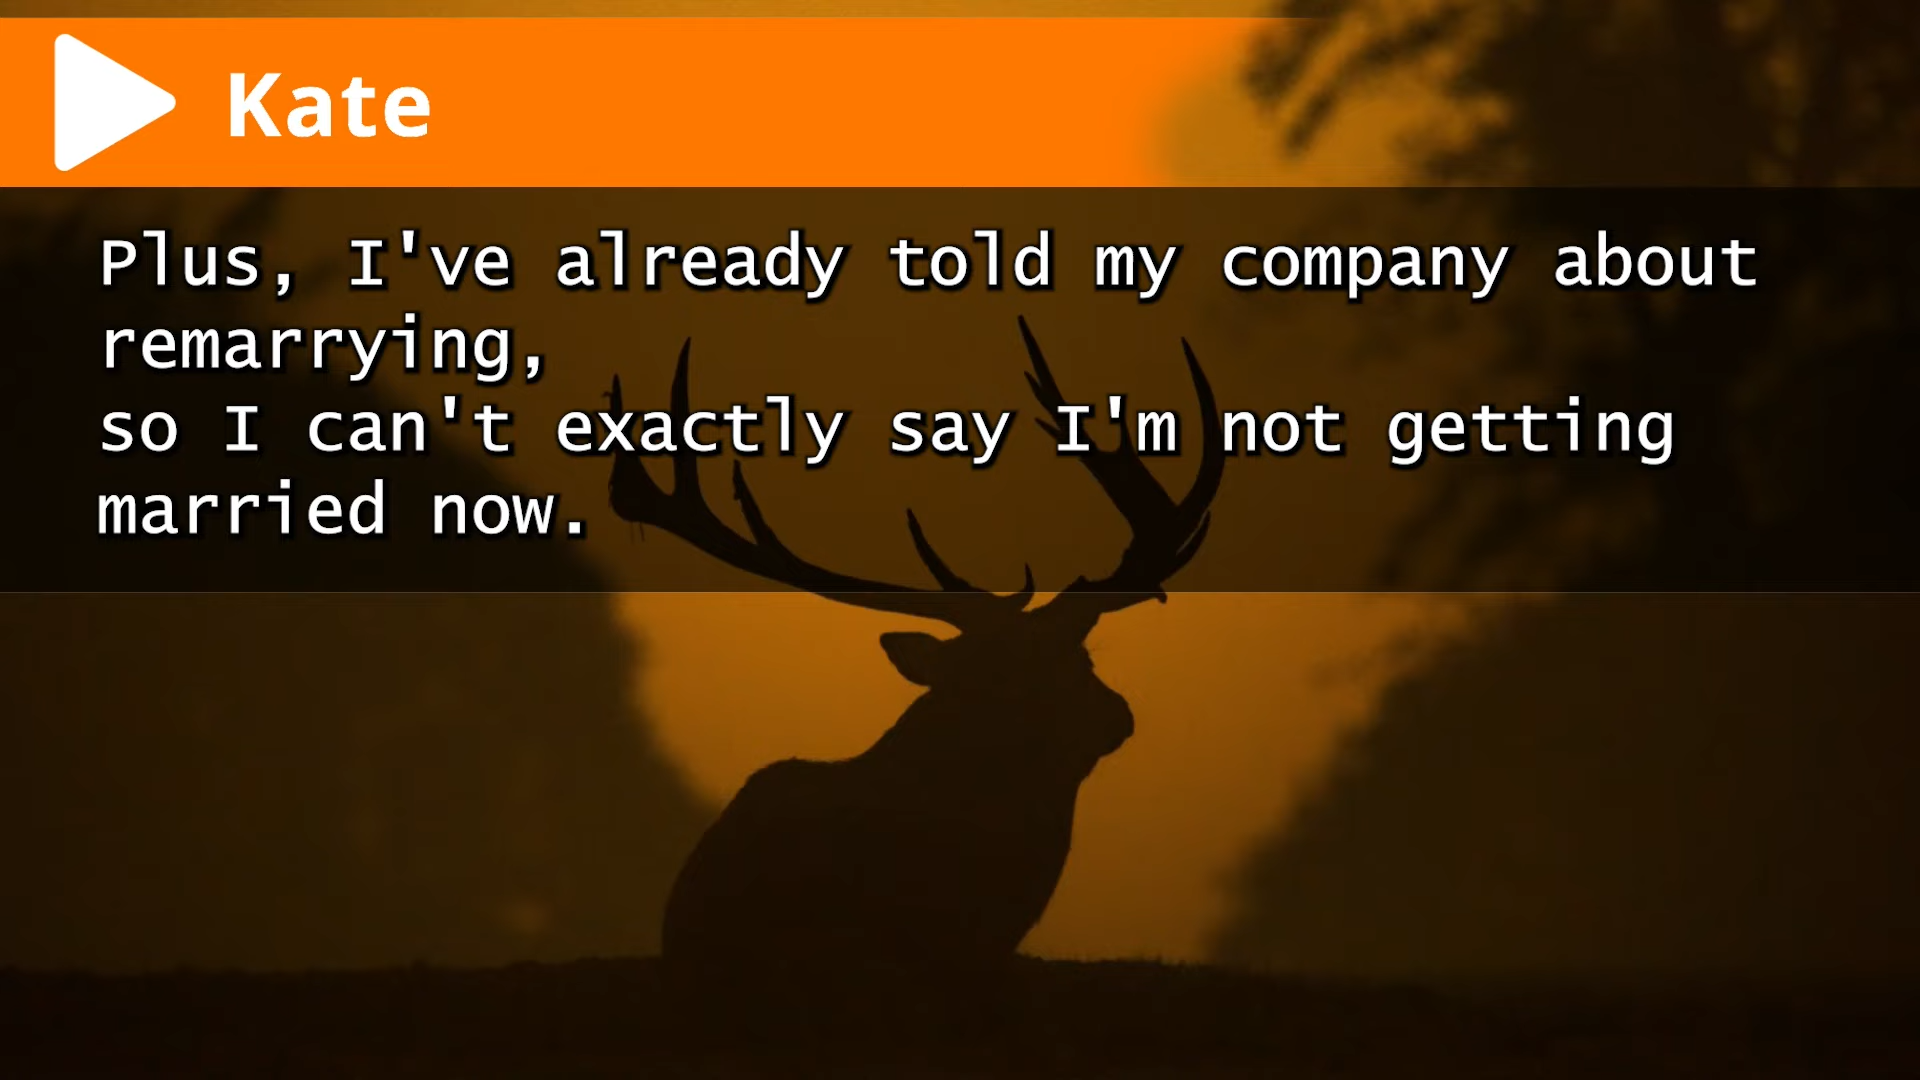 Kate
Plus, I've already told my company about
remarrying,
so I can't exactly say I'm not getting
married now.